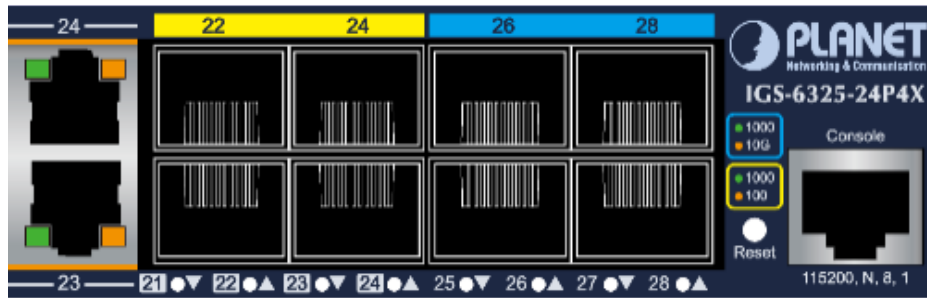 24 22 24 26 28
PLANET
Networking & Communication
IGS-6325-24P4X
1000
10G
Console
1000
100
Reset
23 21 22 23 24 25 26 27 28 115200, N, 8, 1